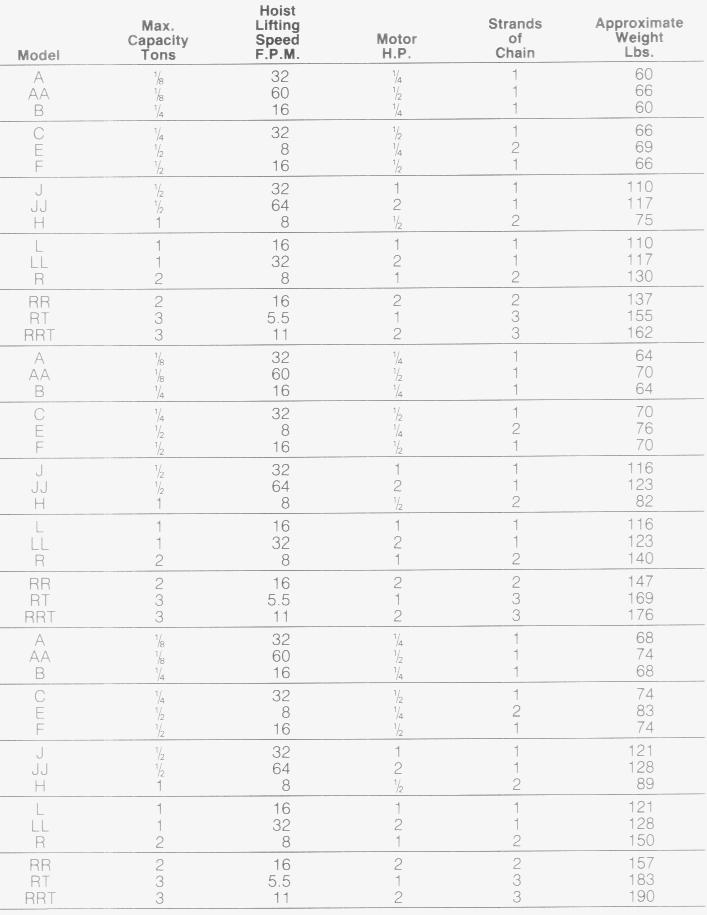 Model Max. Capacity Tons Hoist Lifting Speed F.P.M. Motor H.P. Strands of Chain Approximate Weight Lbs.
A 1/8 32 1/4 1 60
AA 1/8 60 1/2 1 66
B 1/4 16 1/4 1 60
C 1/4 32 1/2 1 66
E 1/2 8 1/4 2 69
F 1/2 16 1/2 1 66
J 1/2 32 1 1 110
JJ 1/2 64 2 1 117
H 1 8 1/2 2 75
L 1 16 1 1 110
LL 1 32 2 1 117
R 2 8 1 2 130
RR 2 16 2 2 137
RT 3 5.5 1 3 155
RRT 3 11 2 3 162
A 1/8 32 1/4 1 64
AA 1/8 60 1/2 1 70
B 1/4 16 1/4 1 64
C 1/4 32 1/2 1 70
E 1/2 8 1/4 2 76
F 1/2 16 1/2 1 70
J 1/2 32 1 1 116
JJ 1/2 64 2 1 123
H 1 8 1/2 2 82
L 1 16 1 1 116
LL 1 32 2 1 123
R 2 8 1 2 140
RR 2 16 2 2 147
RT 3 5.5 1 3 169
RRT 3 11 2 3 176
A 1/8 32 1/4 1 68
AA 1/8 60 1/2 1 74
B 1/4 16 1/4 1 68
C 1/4 32 1/2 1 74
E 1/2 8 1/4 2 83
F 1/2 16 1/2 1 74
J 1/2 32 1 1 121
JJ 1/2 64 2 1 128
H 1 8 1/2 2 89
L 1 16 1 1 121
LL 1 32 2 1 128
R 2 8 1 2 150
RR 2 16 2 2 157
RT 3 5.5 1 3 183
RRT 3 11 2 3 190